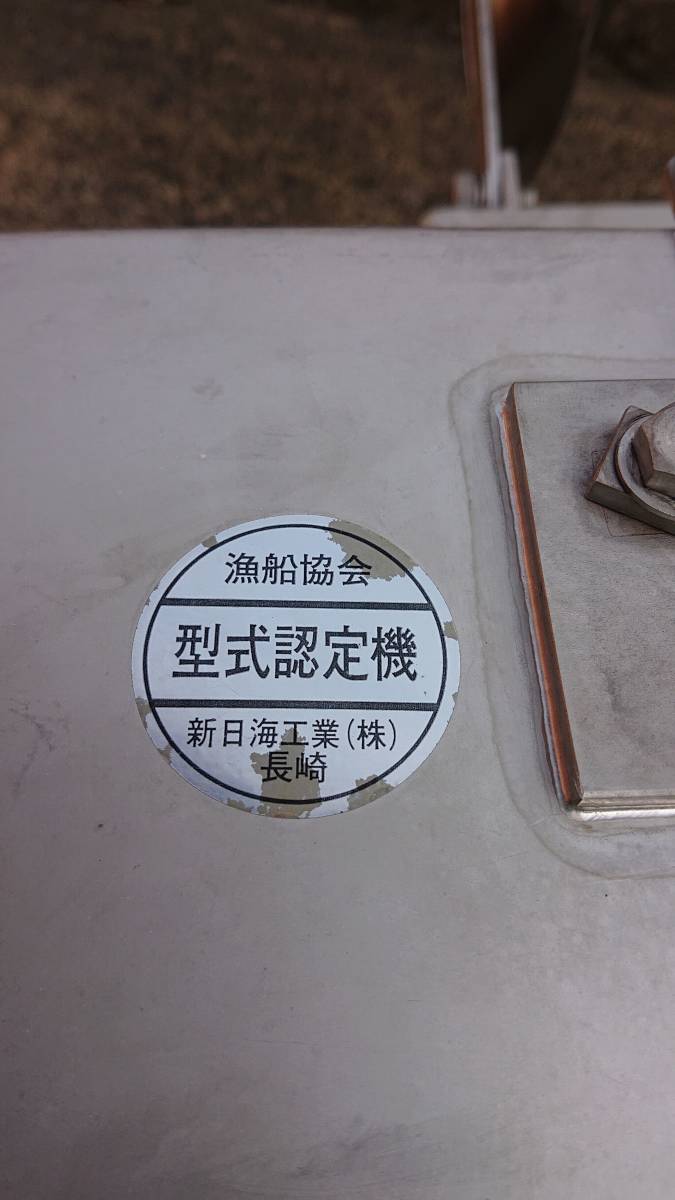 漁船協会
型式認定機
新日海工業(株)
長崎